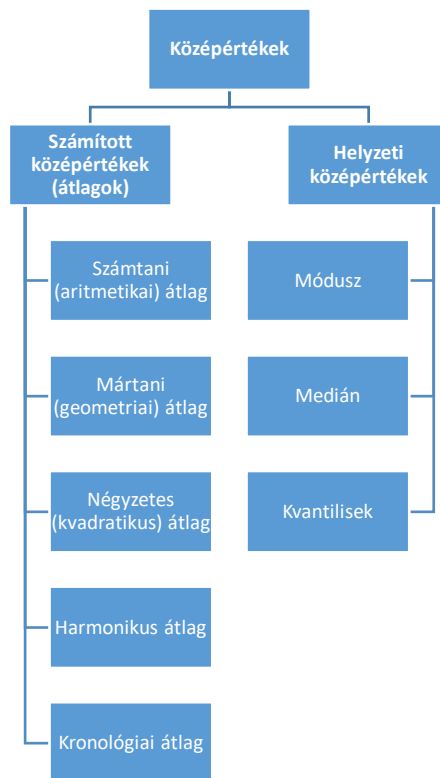 Középértékek
Számított
középértékek
(átlagok)
Számtani
(aritmetikai) átlag
Mártani
(geometriai) átlag
Négyzetes
(kvadratikus) átlag
Harmonikus átlag
Kronológiai átlag
Helyzeti
középértékek
Módusz
Medián
Kvantilisek